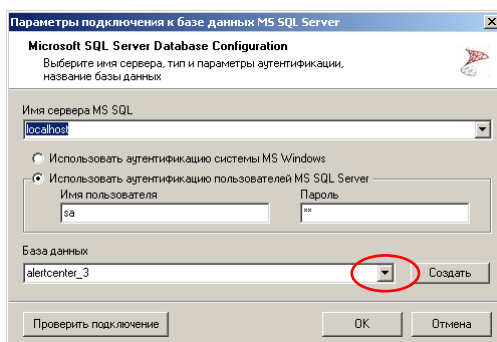 Параметры подключения к базе данных MS SQL Server
Microsoft SQL Server Database Configuration
Выберите имя сервера, тип и параметры аутентификации,
название базы данных
Имя сервера MS SQL
localhost
Использовать аутентификацию системы MS Windows
Использовать аутентификацию пользователей MS SQL Server
Имя пользователя
Пароль
sa
**
База данных
alertcenter_3
Создать
Проверить подключение
OK
Отмена